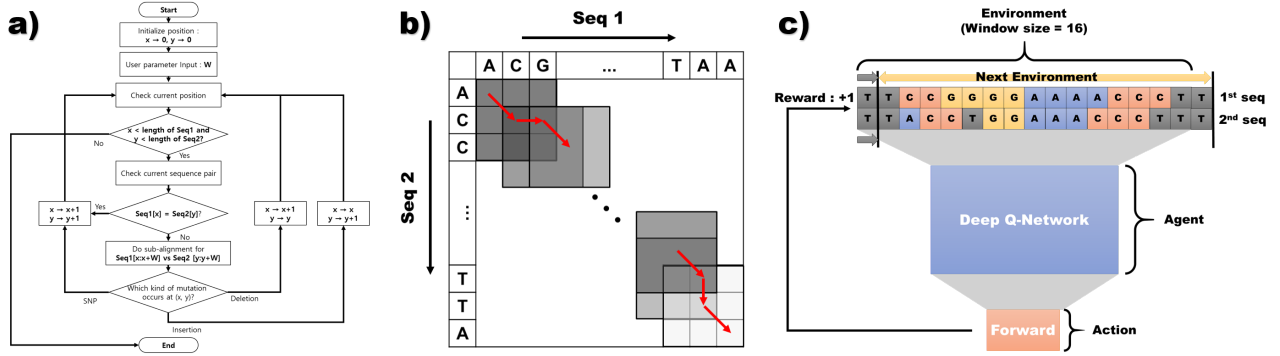 a)
Start
Initialize position :
x → 0, y → 0
User parameter Input : W
Check current position
x < length of Seq1 and
y < length of Seq2?
No
Yes
Check current sequence pair
Seq1[x] = Seq2[y]?
Yes
No
x → x+1
y → y+1
x → x+1
y → y
x → x
y → y+1
Do sub-alignment for
Seq1[x:x+W] vs Seq2 [y:y+W]
Which kind of mutation
occurs at (x, y)?
SNP
Deletion
Insertion
End
b)
Seq 1
A C G ... T A A
Seq 2
A
C
C
...
T
T
A
c)
Environment
(Window size = 16)
Next Environment
Reward : +1 T T C C G G G G A A A A C C C T T 1st seq
T T A C C T G G A A A C C C T T T 2nd seq
Deep Q-Network
Agent
Forward
Action